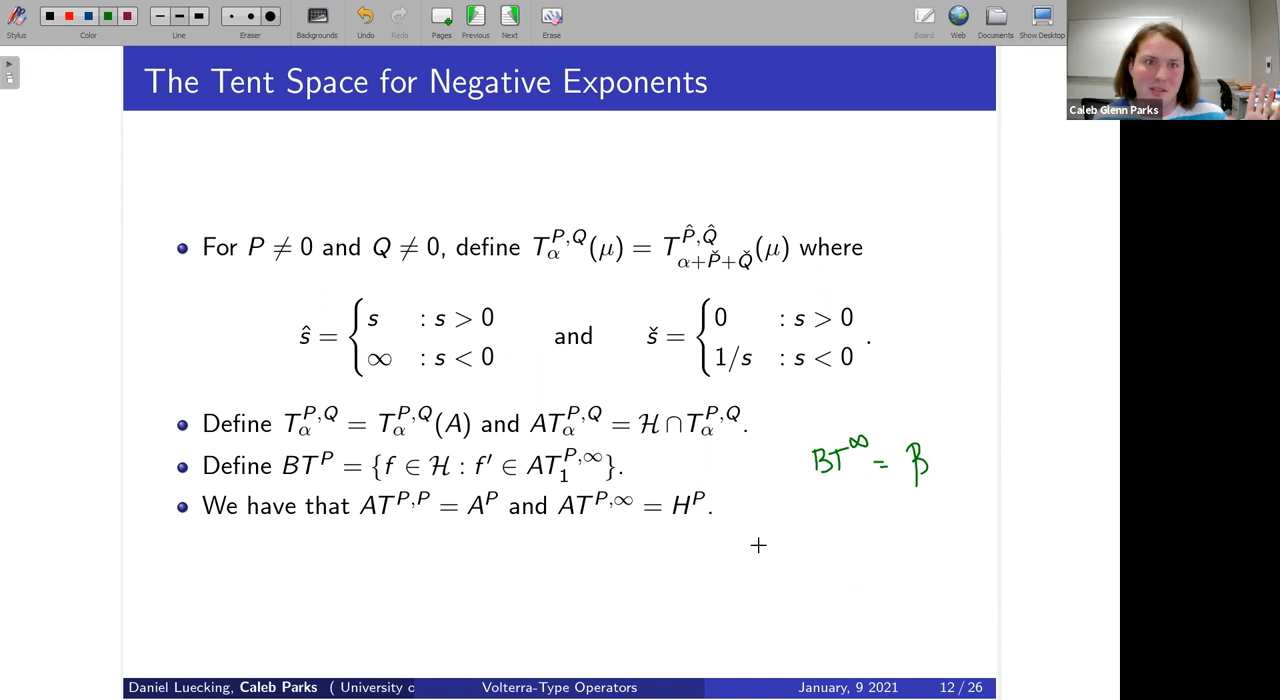 Stylus Color Line Eraser Backgrounds Undo Redo Pages Previous Next Erase Board Web Documents Show Desktop
Caleb Glenn Parks
The Tent Space for Negative Exponents
For P ≠ 0 and Q ≠ 0, define T_α^{P,Q}(μ) = T_{α+P̌+Q̌}^{P̂,Q̂}(μ) where
ŝ = { s : s > 0
∞ : s < 0
and
š = { 0 : s > 0
1/s : s < 0 .
Define T_α^{P,Q} = T_α^{P,Q}(A) and AT_α^{P,Q} = ℋ ∩ T_α^{P,Q}.
Define BT^P = {f ∈ ℋ : f′ ∈ AT_1^{P,∞}}.
BT^∞ = β
We have that AT^{P,P} = A^P and AT^{P,∞} = H^P.
Daniel Luecking, Caleb Parks ( University o Volterra-Type Operators January, 9 2021 12 / 26